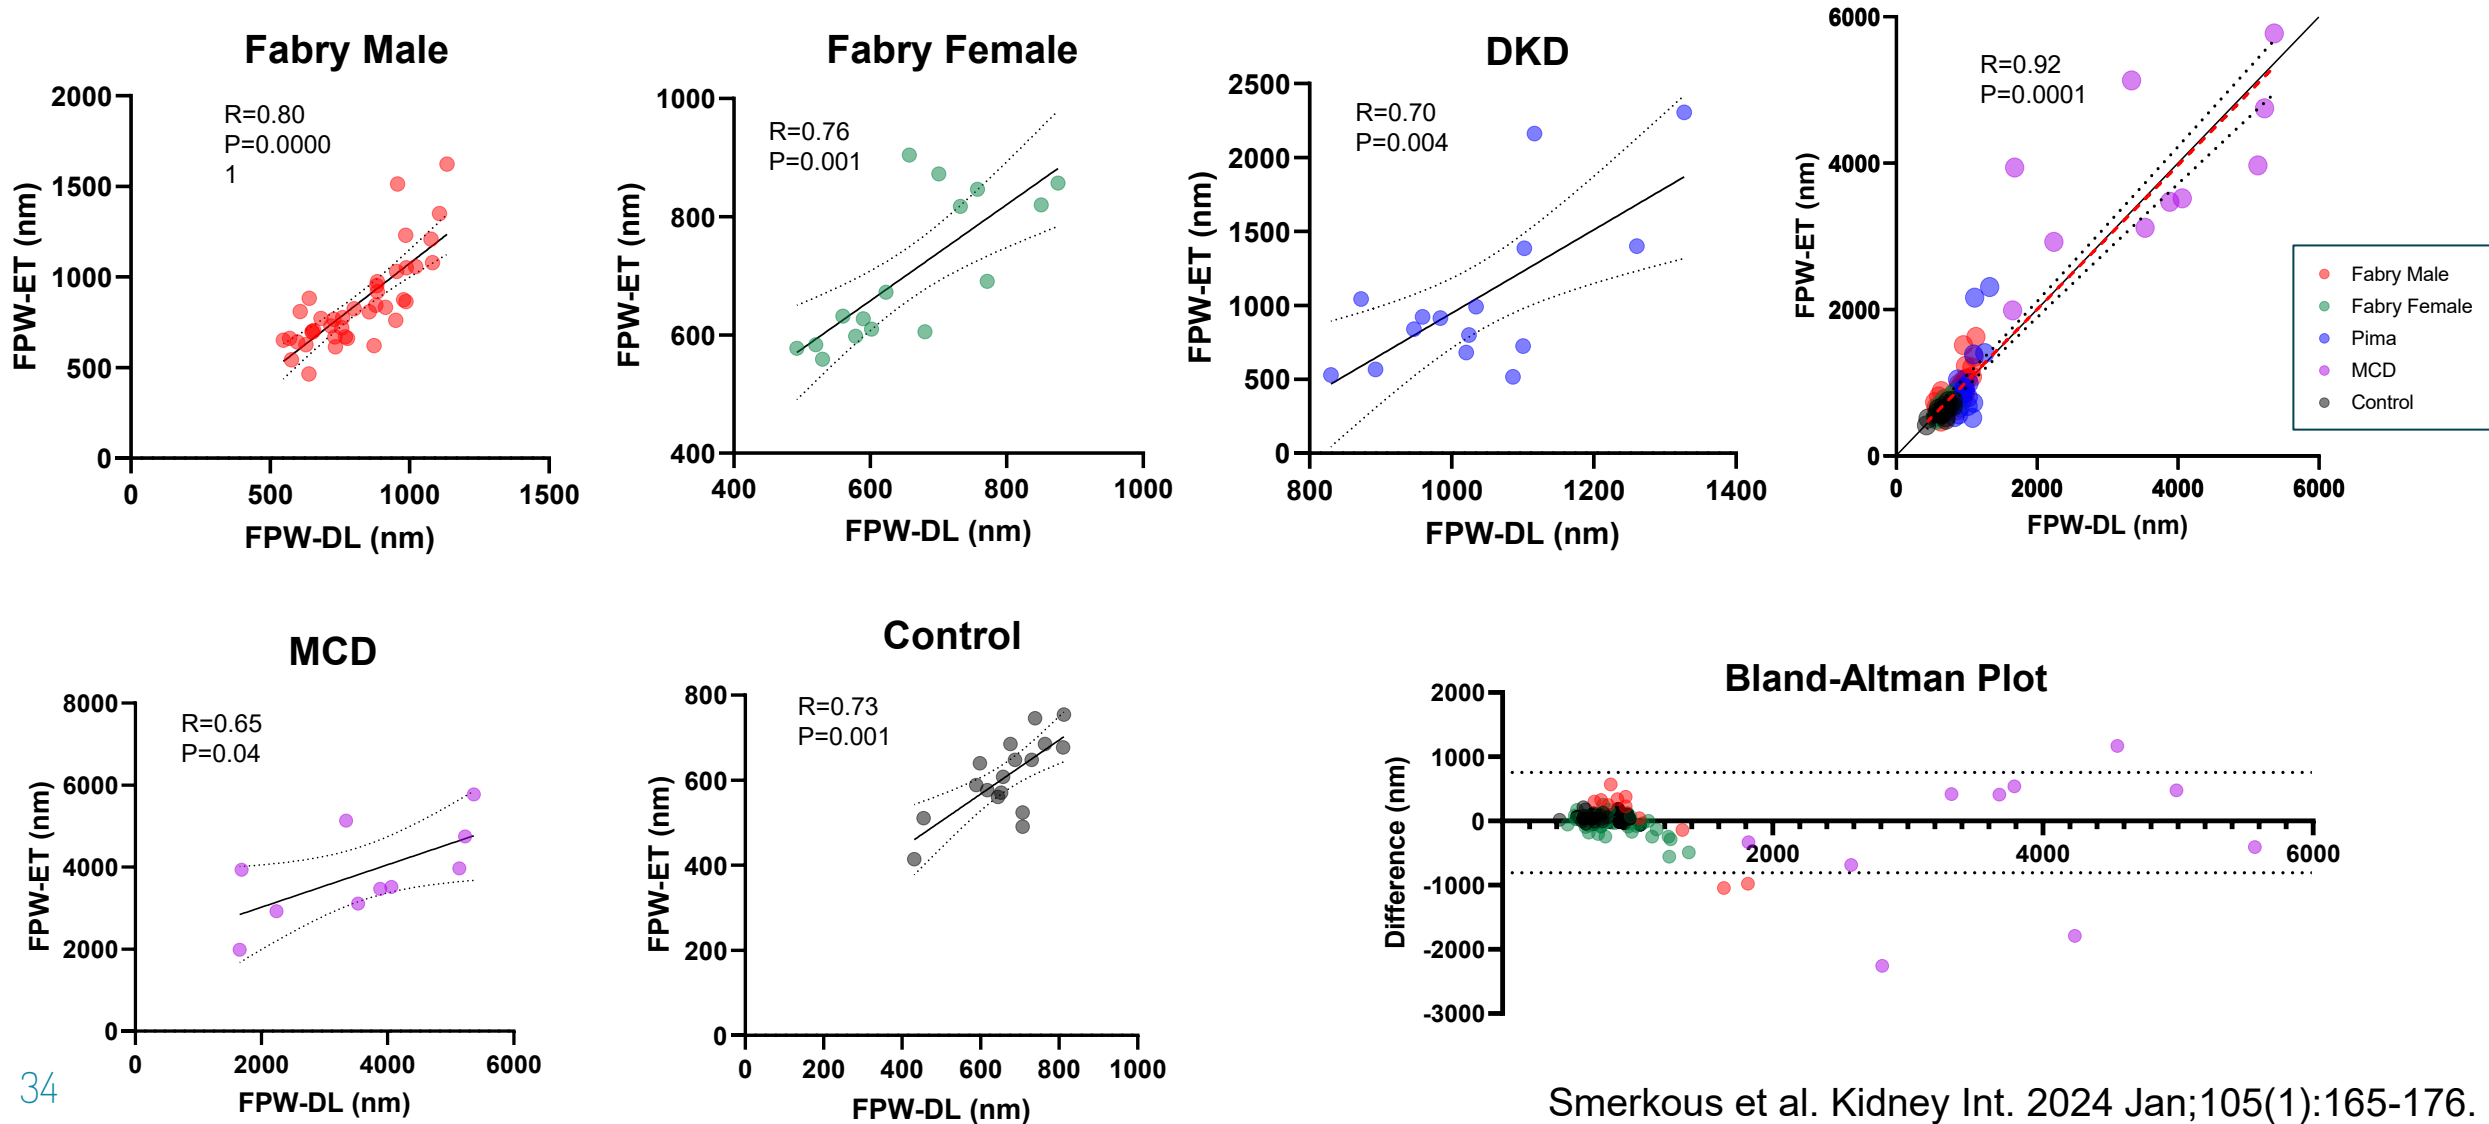 Fabry Male
R=0.80
P=0.0000
1
2000
1500
1000
500
0
0 500 1000 1500
FPW-ET (nm)
FPW-DL (nm)
Fabry Female
R=0.76
P=0.001
1000
800
600
400
400 600 800 1000
FPW-ET (nm)
FPW-DL (nm)
DKD
R=0.70
P=0.004
2500
2000
1500
1000
500
0
800 1000 1200 1400
FPW-ET (nm)
FPW-DL (nm)
R=0.92
P=0.0001
6000
4000
2000
0
0 2000 4000 6000
FPW-ET (nm)
FPW-DL (nm)
Fabry Male
Fabry Female
Pima
MCD
Control
MCD
R=0.65
P=0.04
8000
6000
4000
2000
0
0 2000 4000 6000
FPW-ET (nm)
FPW-DL (nm)
Control
R=0.73
P=0.001
800
600
400
200
0
0 200 400 600 800 1000
FPW-ET (nm)
FPW-DL (nm)
Bland-Altman Plot
2000
1000
0
-1000
-2000
-3000
2000 4000 6000
Difference (nm)
34
Smerkous et al. Kidney Int. 2024 Jan;105(1):165-176.